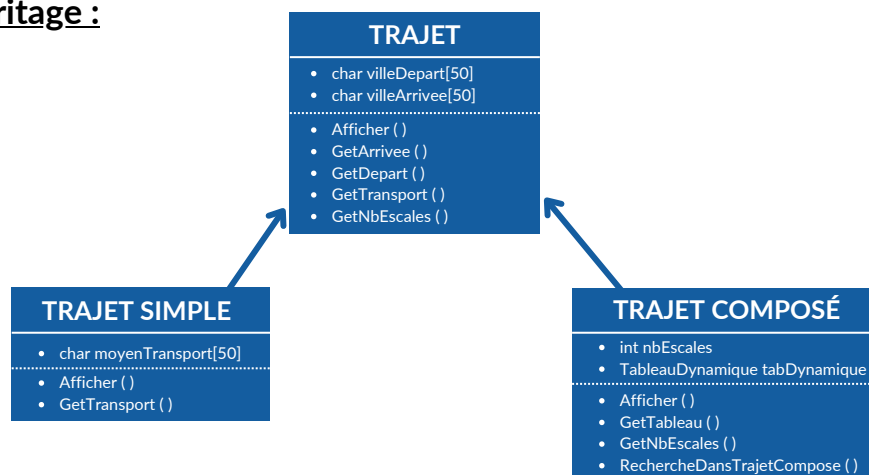 ritage :
TRAJET
• char villeDepart[50]
• char villeArrivee[50]
• Afficher ( )
• GetArrivee ( )
• GetDepart ( )
• GetTransport ( )
• GetNbEscales ( )
TRAJET SIMPLE
• char moyenTransport[50]
• Afficher ( )
• GetTransport ( )
TRAJET COMPOSÉ
• int nbEscales
• TableauDynamique tabDynamique
• Afficher ( )
• GetTableau ( )
• GetNbEscales ( )
• RechercheDansTrajetCompose ( )